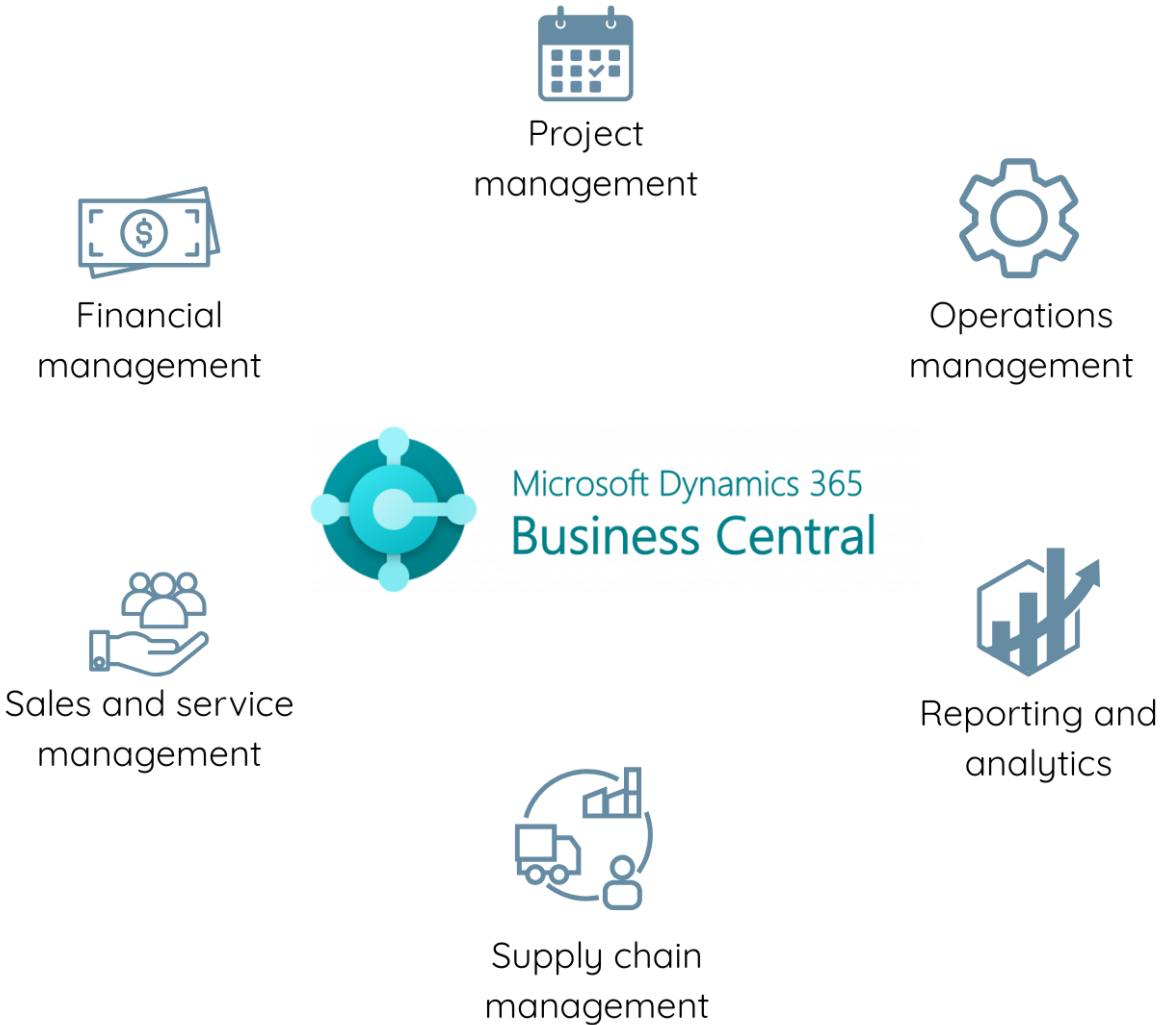 Project
management
Financial
management
Operations
management
Microsoft Dynamics 365
Business Central
Sales and service
management
Reporting and
analytics
Supply chain
management